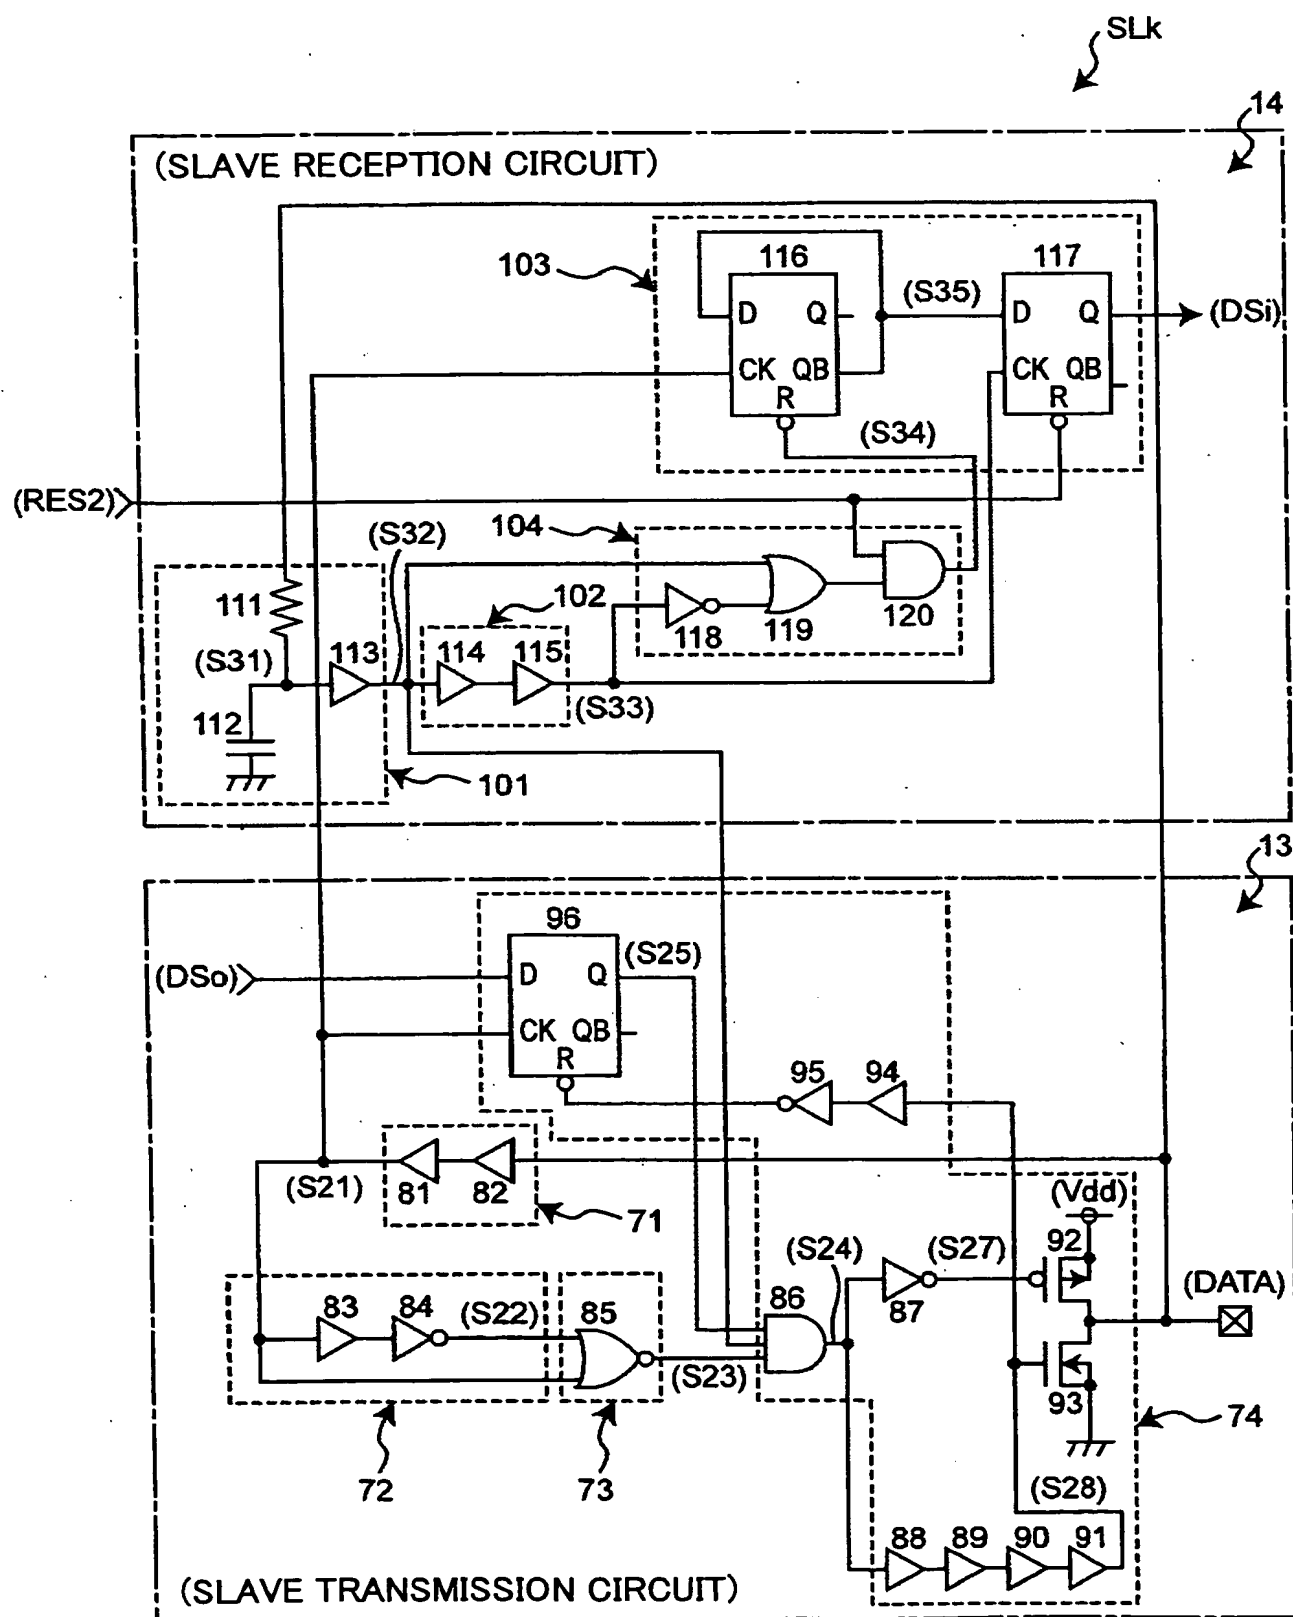 SLk
14
(SLAVE RECEPTION CIRCUIT)
103
116
117
(S35)
D Q
D Q
(DSi)
CK QB
CK QB
R
R
(S34)
(RES2)
104
(S32)
111
102
118
119
120
(S31)
113
114
115
(S33)
112
101
13
96
(S25)
(DSo)
D Q
CK QB
R
95
94
(S21)
81
82
71
(Vdd)
92
(S24)
(S27)
(DATA)
83
84
(S22)
85
86
87
(S23)
93
74
72
73
(S28)
88
89
90
91
(SLAVE TRANSMISSION CIRCUIT)